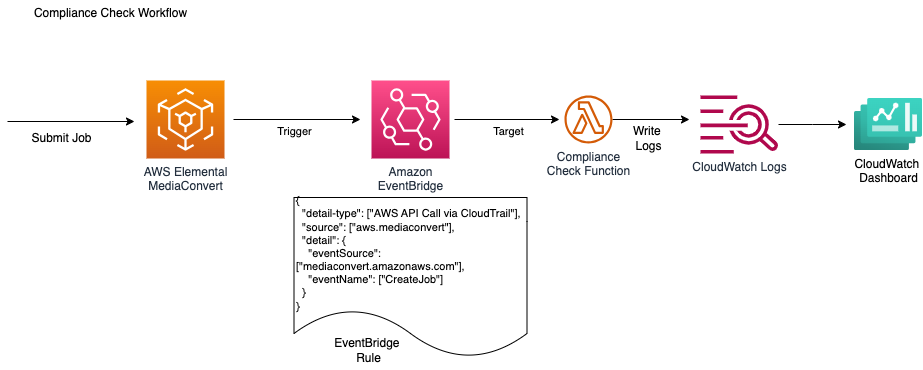 Compliance Check Workflow
Submit Job
Trigger
Target
Write
Logs
AWS Elemental
MediaConvert
Amazon
EventBridge
Compliance
Check Function
CloudWatch Logs
CloudWatch
Dashboard
{
"detail-type": ["AWS API Call via CloudTrail"],
"source": ["aws.mediaconvert"],
"detail": {
"eventSource":
["mediaconvert.amazonaws.com"],
"eventName": ["CreateJob"]
}
}
EventBridge
Rule